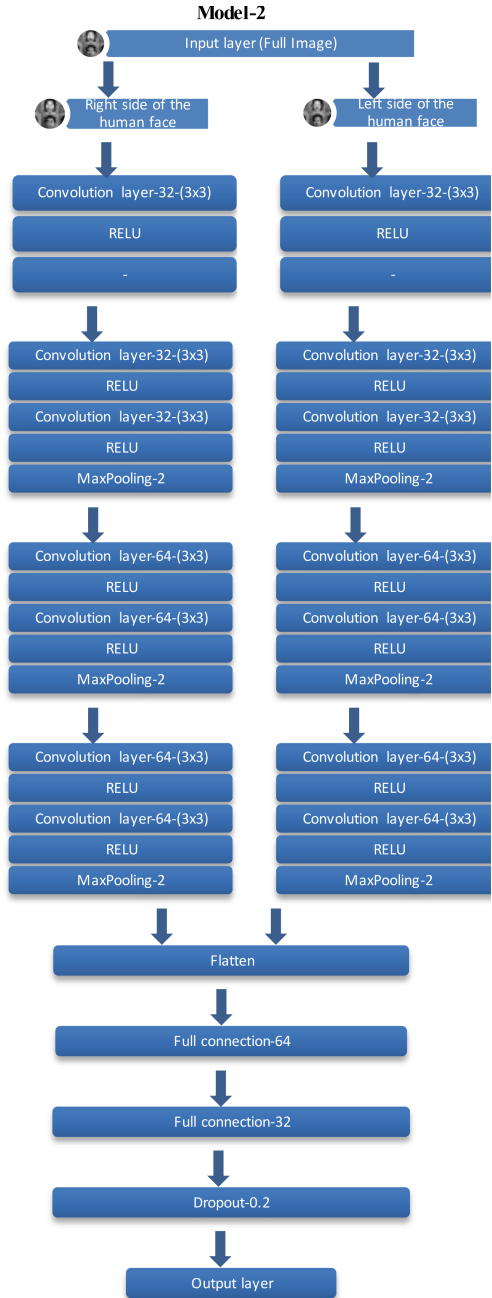 Model-2
Input layer (Full Image)
Right side of the
human face
Left side of the
human face
Convolution layer-32-(3x3)
RELU
-
Convolution layer-32-(3x3)
RELU
-
Convolution layer-32-(3x3)
RELU
Convolution layer-32-(3x3)
RELU
MaxPooling-2
Convolution layer-32-(3x3)
RELU
Convolution layer-32-(3x3)
RELU
MaxPooling-2
Convolution layer-64-(3x3)
RELU
Convolution layer-64-(3x3)
RELU
MaxPooling-2
Convolution layer-64-(3x3)
RELU
Convolution layer-64-(3x3)
RELU
MaxPooling-2
Convolution layer-64-(3x3)
RELU
Convolution layer-64-(3x3)
RELU
MaxPooling-2
Convolution layer-64-(3x3)
RELU
Convolution layer-64-(3x3)
RELU
MaxPooling-2
Flatten
Full connection-64
Full connection-32
Dropout-0.2
Output layer